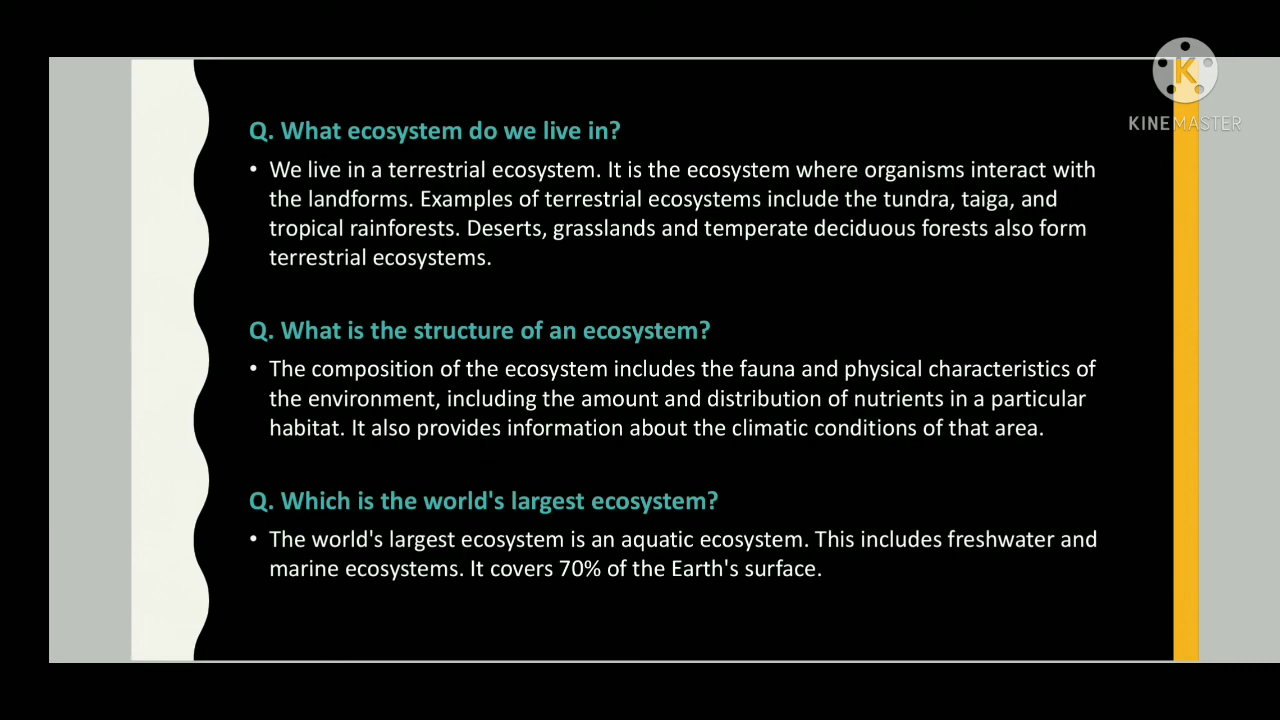 K
KINEMASTER
Q. What ecosystem do we live in?
• We live in a terrestrial ecosystem. It is the ecosystem where organisms interact with
the landforms. Examples of terrestrial ecosystems include the tundra, taiga, and
tropical rainforests. Deserts, grasslands and temperate deciduous forests also form
terrestrial ecosystems.
Q. What is the structure of an ecosystem?
• The composition of the ecosystem includes the fauna and physical characteristics of
the environment, including the amount and distribution of nutrients in a particular
habitat. It also provides information about the climatic conditions of that area.
Q. Which is the world's largest ecosystem?
• The world's largest ecosystem is an aquatic ecosystem. This includes freshwater and
marine ecosystems. It covers 70% of the Earth's surface.